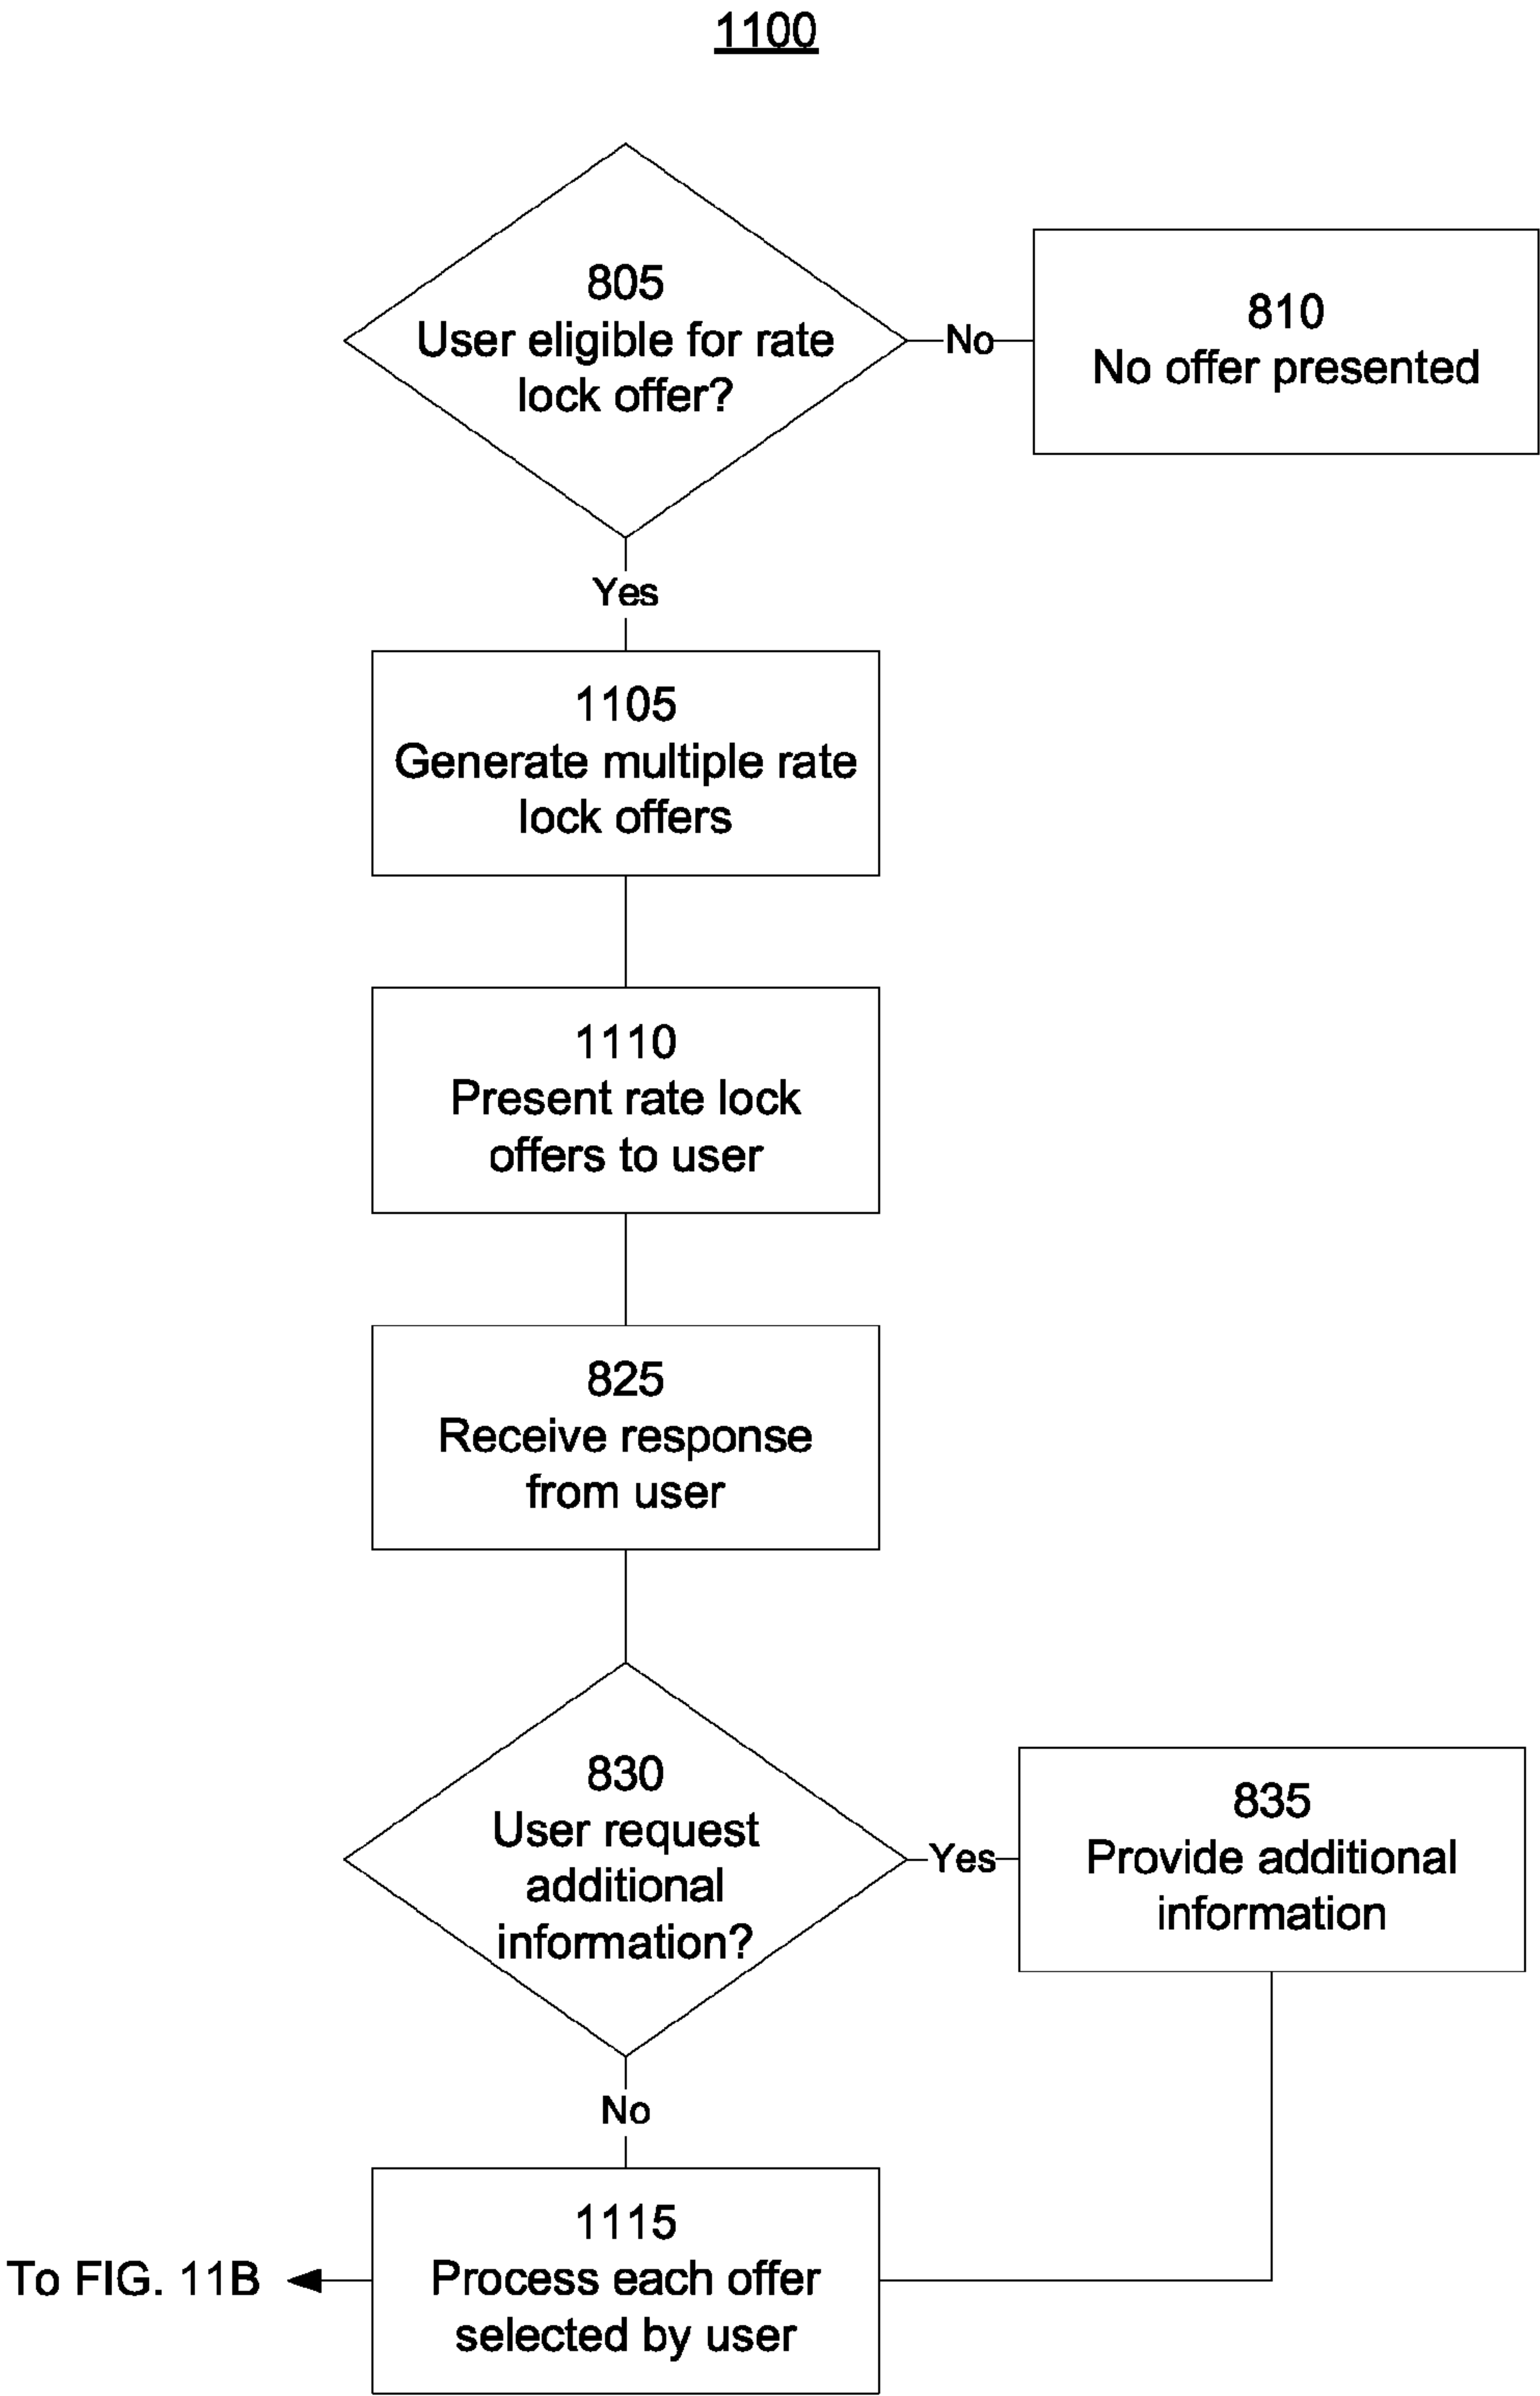 1100
805
User eligible for rate
lock offer?
No
810
No offer presented
Yes
1105
Generate multiple rate
lock offers
1110
Present rate lock
offers to user
825
Receive response
from user
830
User request
additional
information?
Yes
835
Provide additional
information
No
1115
Process each offer
selected by user
To FIG. 11B